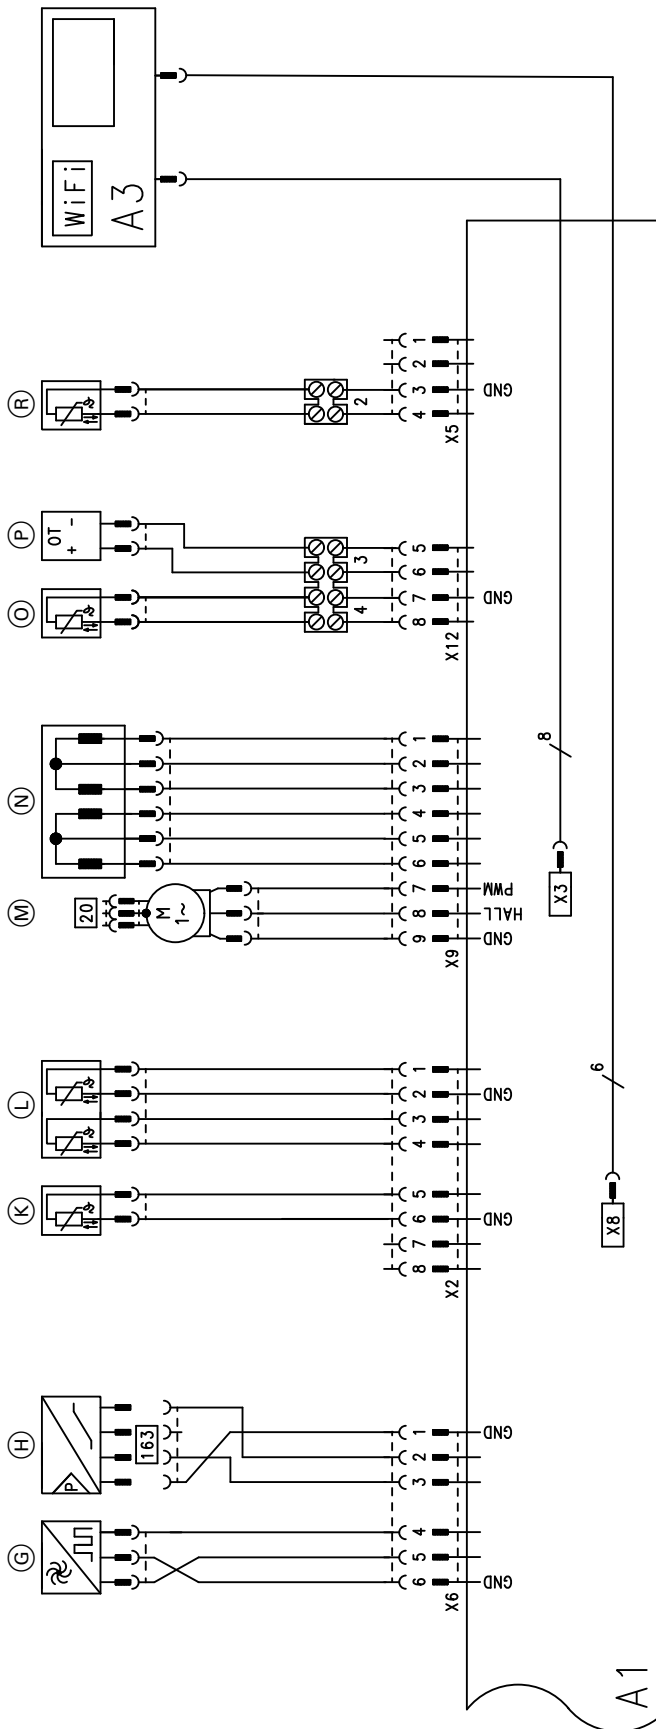 WiFi
A3
R
2
1
2
3
4
GND
X5
P
OT
+ -
O
3
4
5
6
7
8
GND
X12
N
1
2
3
4
5
6
M
20
M
1~
7
8
9
PWM
HALL
GND
X9
8
X3
L
1
2
3
4
GND
K
5
6
7
8
GND
X2
6
X8
H
P
163
1
2
3
GND
G
4
5
6
GND
X6
A1